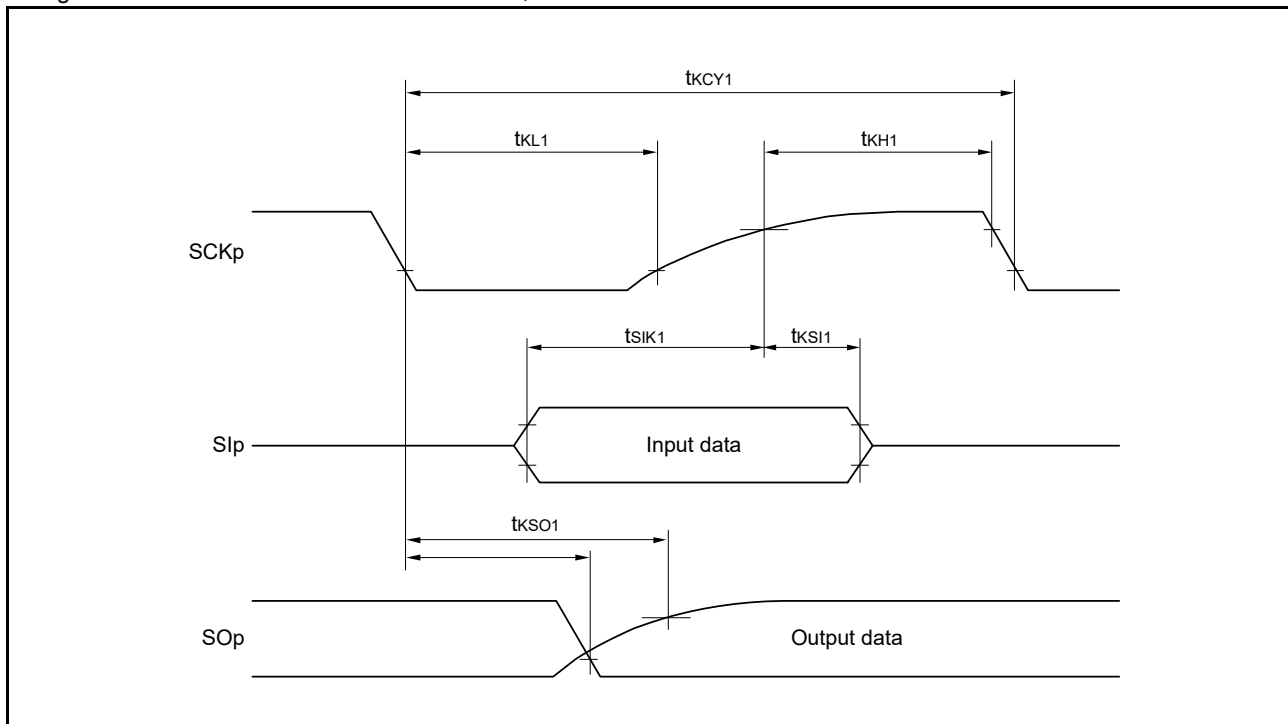 tKCY1
tKL1 tKH1
SCKp
tSIK1 tKSI1
SIp Input data
tKSO1
SOp Output data